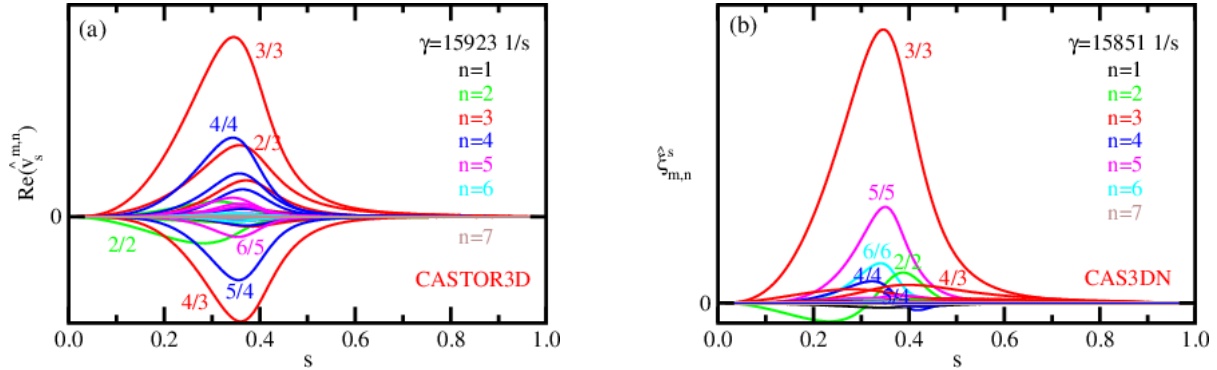 (a)
γ=15923 1/s
n=1
n=2
n=3
n=4
n=5
n=6
n=7
3/3
4/4
2/3
2/2
6/5
5/4
4/3
CASTOR3D
Re(v̂_s^{m,n})
0
0.0 0.2 0.4 0.6 0.8 1.0
s
(b)
γ=15851 1/s
n=1
n=2
n=3
n=4
n=5
n=6
n=7
3/3
5/5
6/6
2/2
4/4
4/3
5/4
CAS3DN
ξ̂^s_{m,n}
0
0.0 0.2 0.4 0.6 0.8 1.0
s